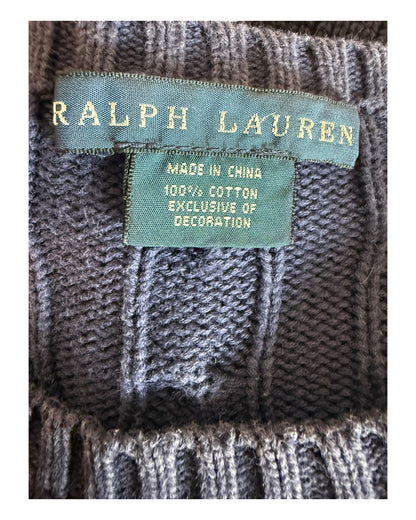 RALPH LAUREN
MADE IN CHINA
100% COTTON
EXCLUSIVE OF
DECORATION